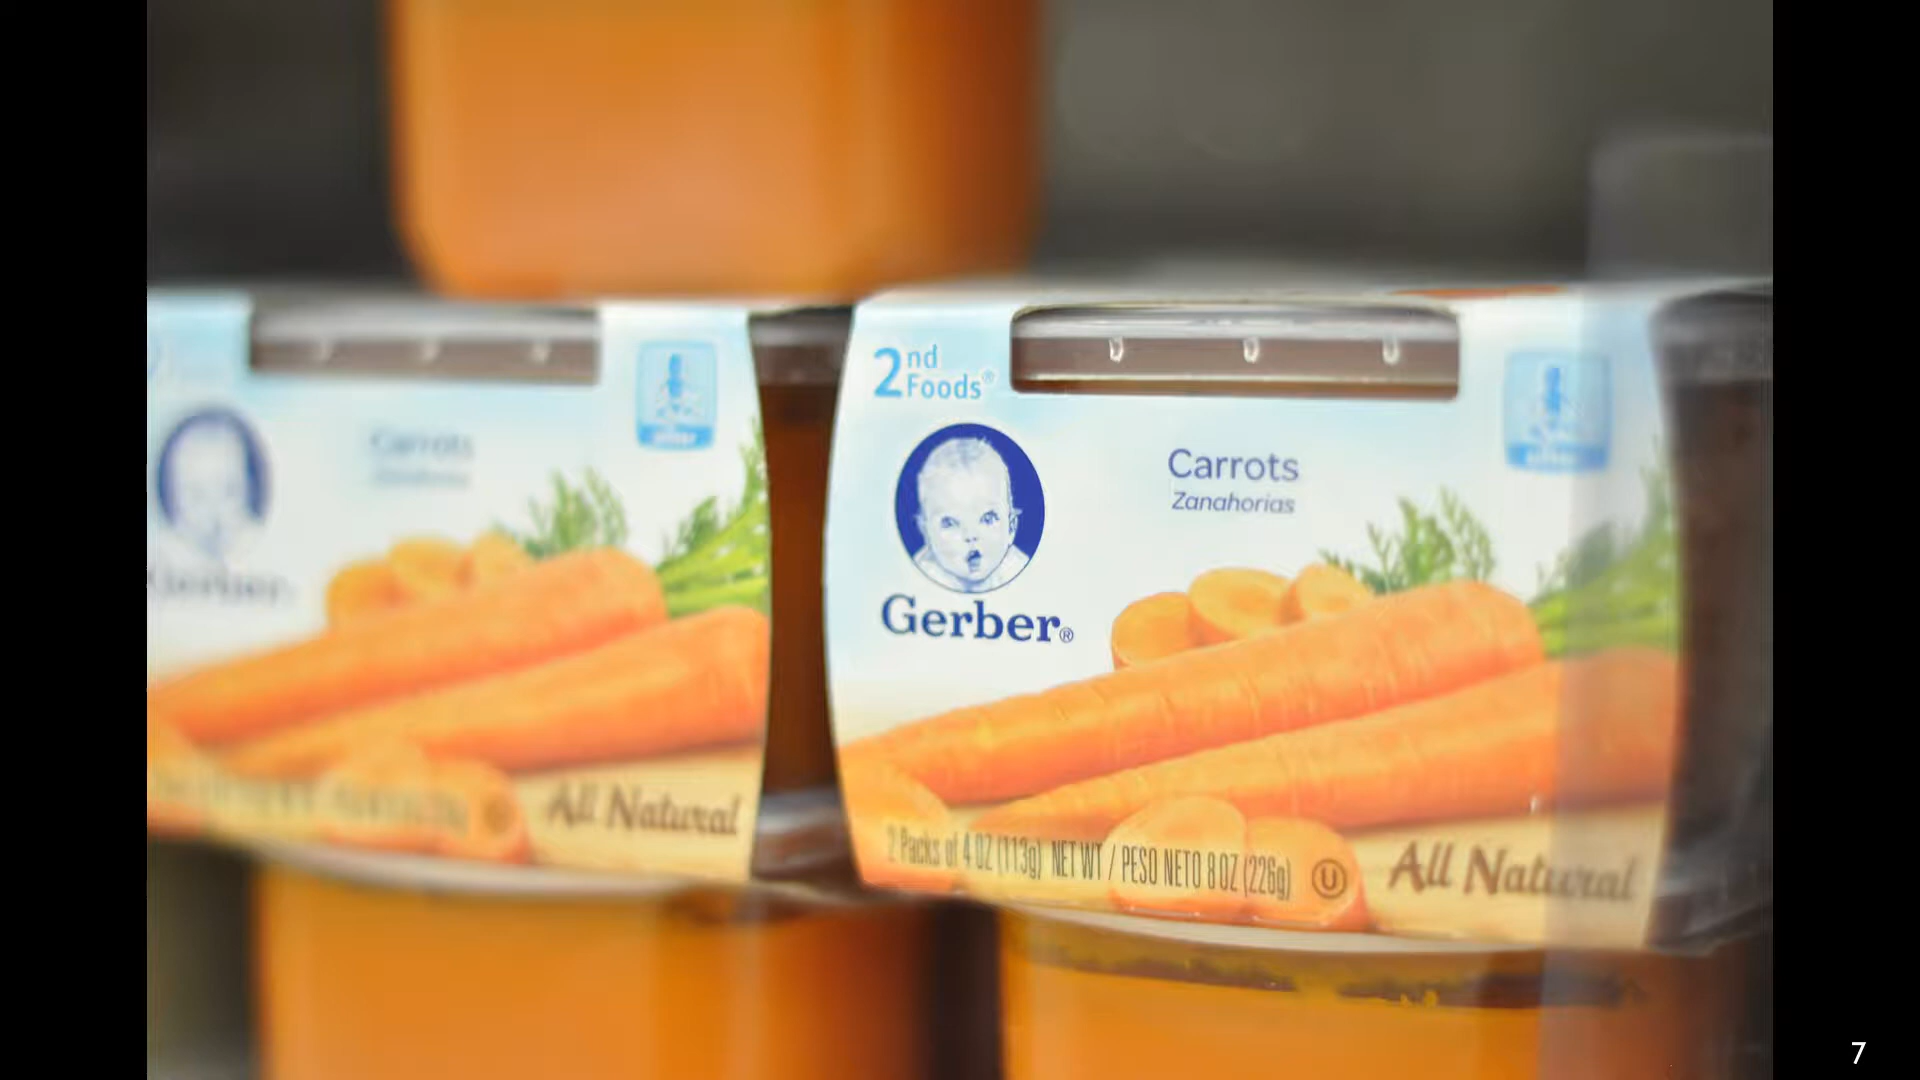 2nd
Foods®
Carrots
Zanahorias
Gerber®
2 Packs of 4 OZ (113g) NET WT / PESO NETO 8 OZ (226g) U
All Natural
Carrots
Gerber
All Natural
7